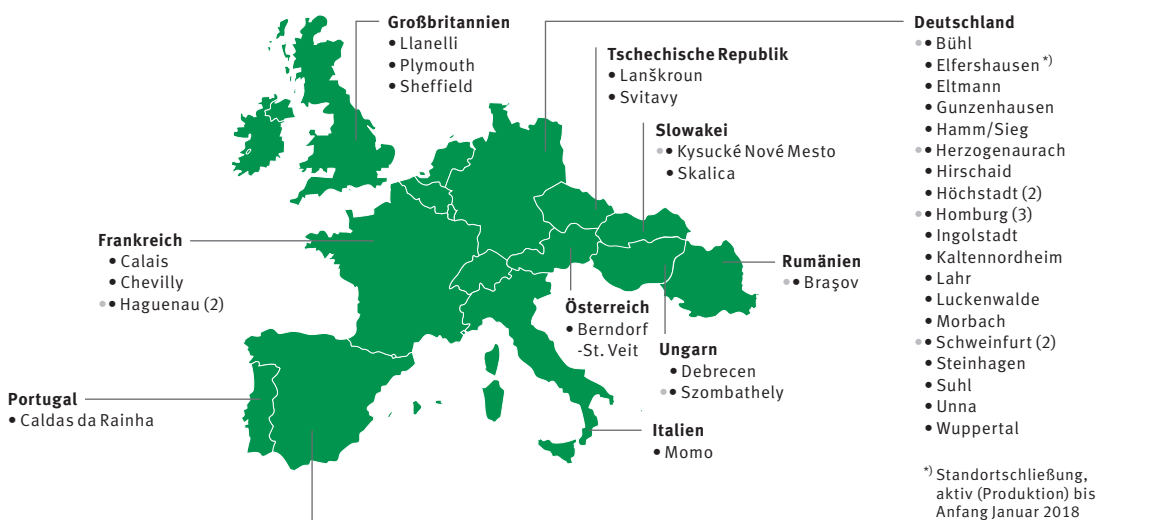 Großbritannien
• Llanelli
• Plymouth
• Sheffield
Tschechische Republik
• Lanškroun
• Svitavy
Slowakei
•• Kysucké Nové Mesto
• Skalica
Deutschland
•• Bühl
• Elfershausen *)
• Eltmann
• Gunzenhausen
• Hamm/Sieg
•• Herzogenaurach
• Hirschaid
• Höchstadt (2)
•• Homburg (3)
• Ingolstadt
• Kaltennordheim
• Lahr
• Luckenwalde
• Morbach
•• Schweinfurt (2)
• Steinhagen
• Suhl
• Unna
• Wuppertal
*) Standortschließung,
aktiv (Produktion) bis
Anfang Januar 2018
Frankreich
• Calais
• Chevilly
•• Haguenau (2)
Rumänien
•• Braşov
Österreich
• Berndorf
-St. Veit
Ungarn
• Debrecen
•• Szombathely
Portugal
• Caldas da Rainha
Italien
• Momo